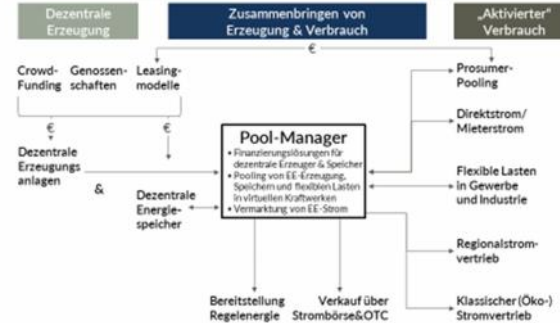 Dezentrale
Erzeugung
Zusammenbringen von
Erzeugung & Verbrauch
„Aktivierter“
Verbrauch
€
Crowd-
Funding
Genossen-
schaften
Leasing-
modelle
€
€
Dezentrale
Erzeugungs
anlagen
&
Dezentrale
Energie-
speicher
Pool-Manager
• Finanzierungslösungen für
dezentrale Erzeuger & Speicher
• Pooling von EE-Erzeugung,
Speichern und flexiblen Lasten
in virtuellen Kraftwerken
• Vermarktung von EE-Strom
Prosumer-
Pooling
Direktstrom/
Mieterstrom
Flexible Lasten
in Gewerbe
und Industrie
Regionalstrom-
vertrieb
Klassischer (Öko-)
Stromvertrieb
Bereitstellung
Regelenergie
Verkauf über
Strombörse&OTC